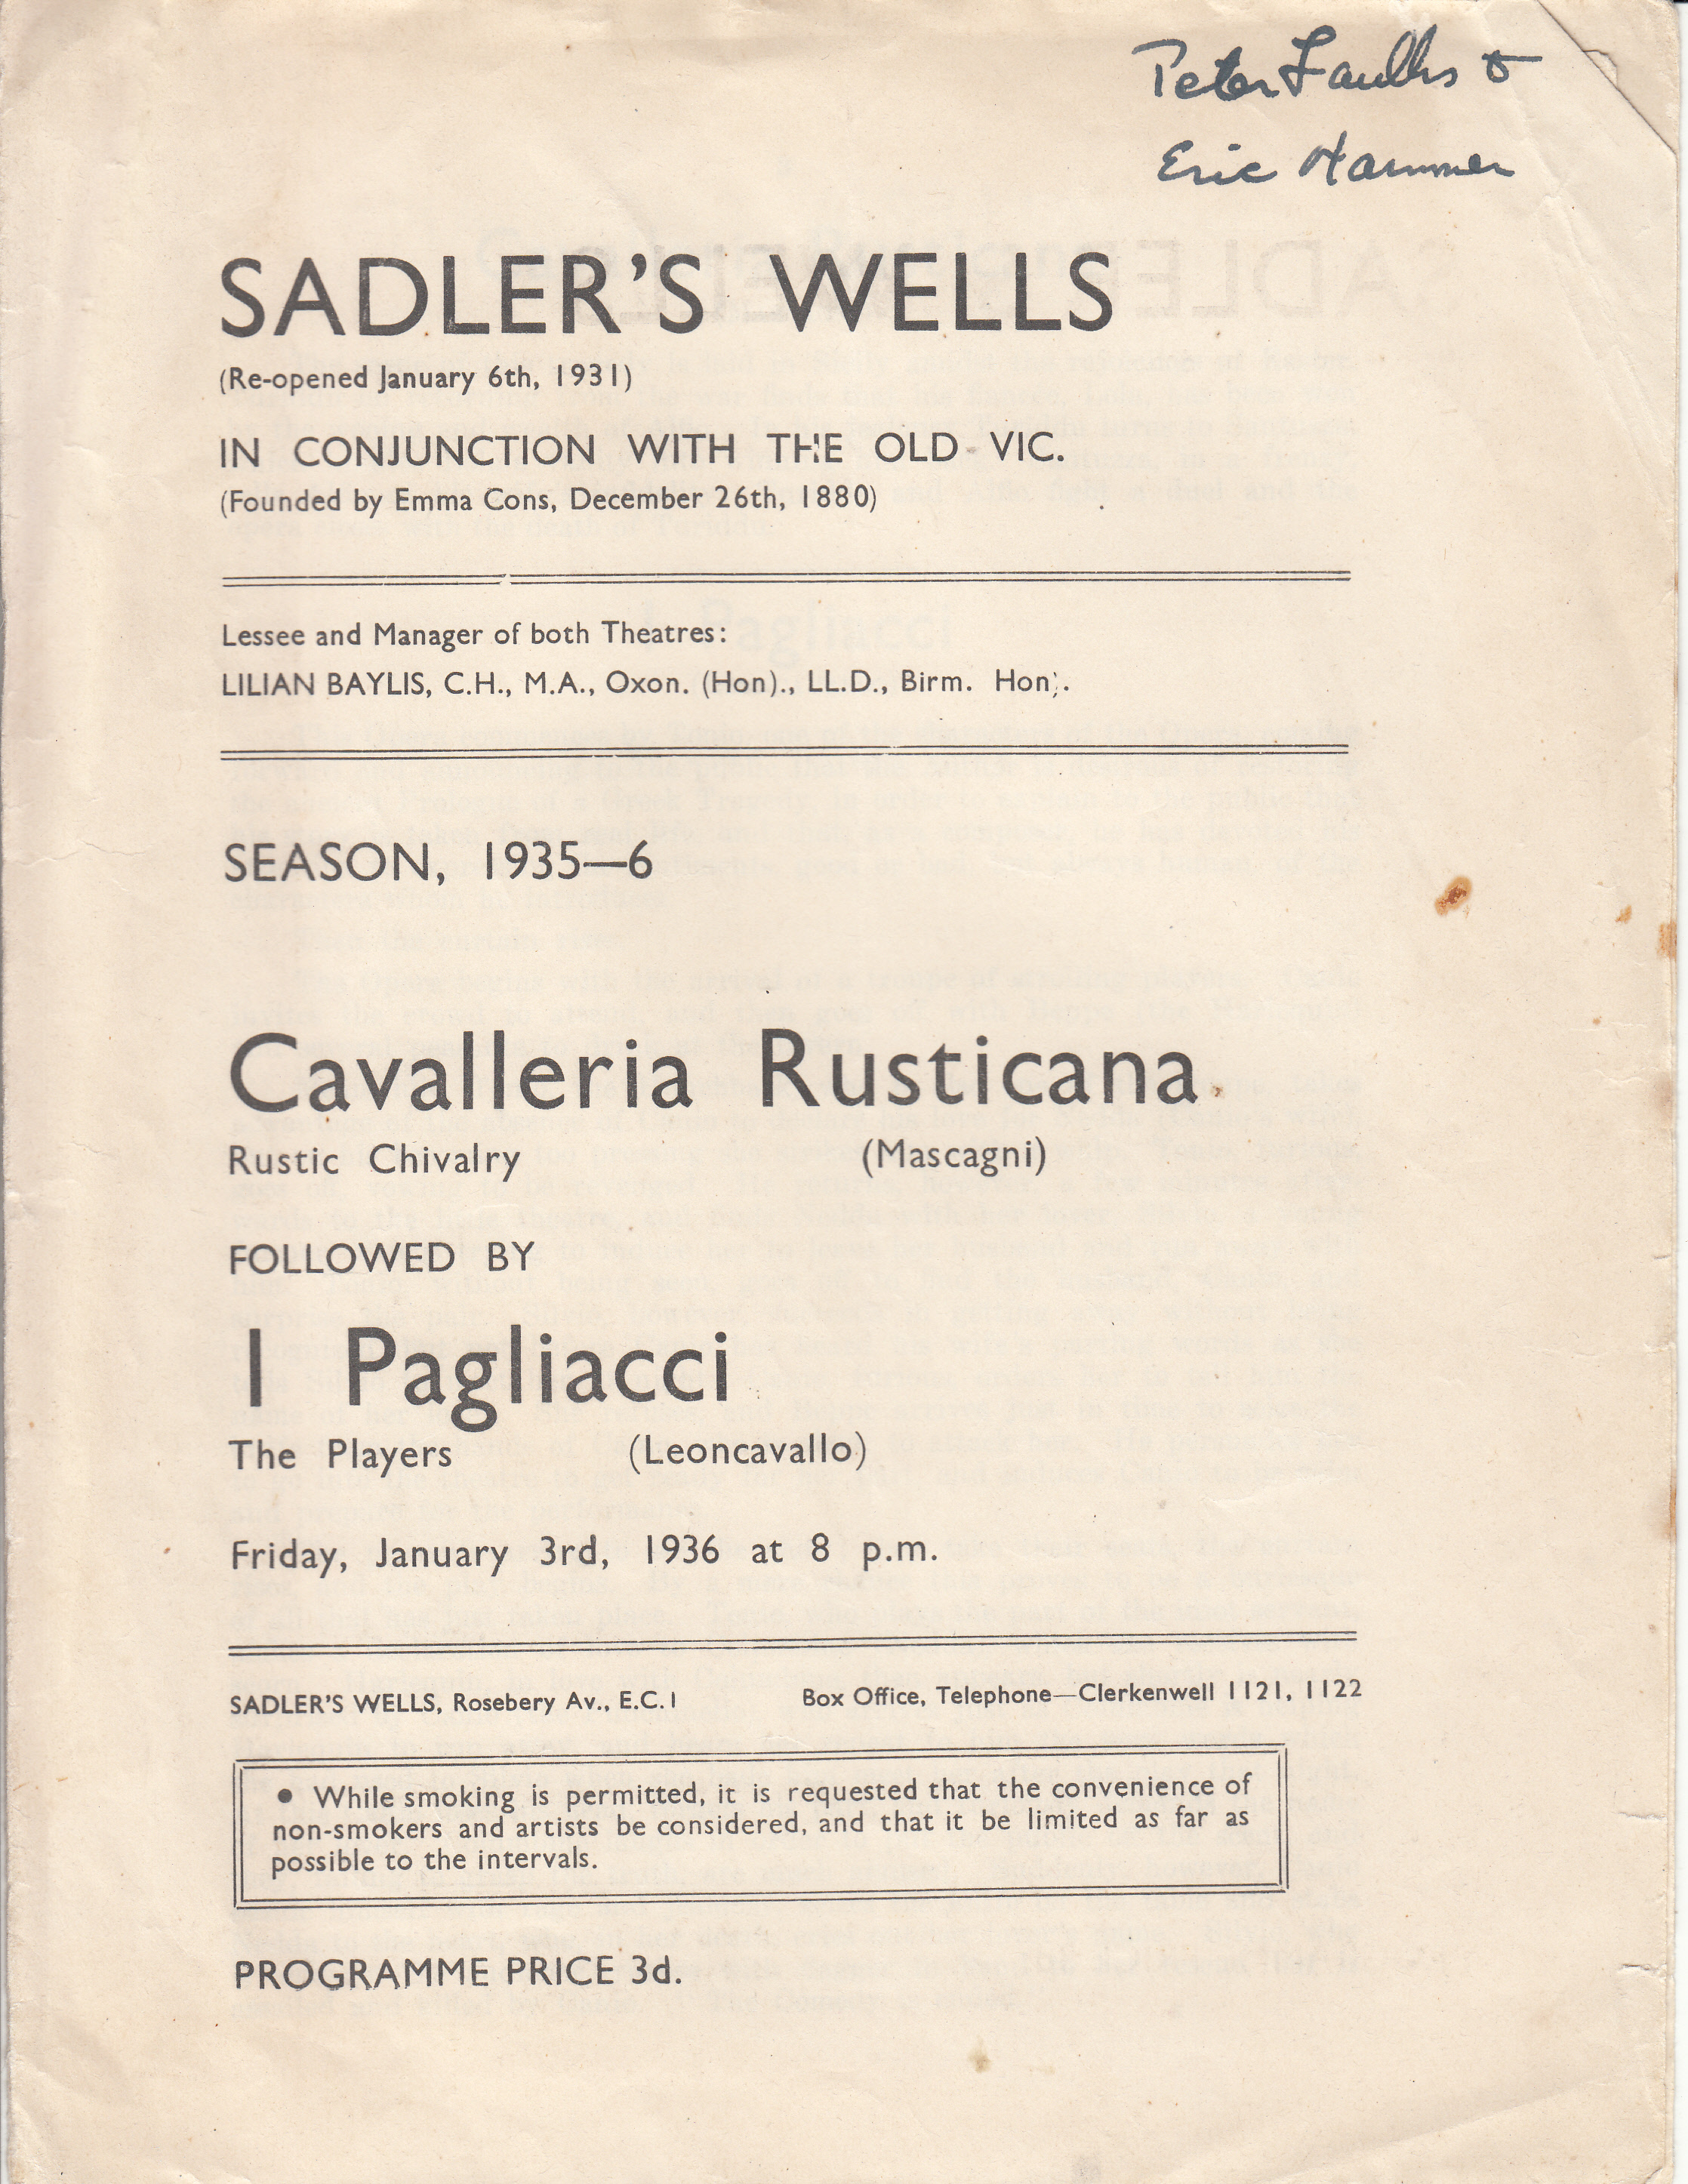 Peter Faulks &
Eric Hammer
SADLER'S WELLS
(Re-opened January 6th, 1931)
IN CONJUNCTION WITH THE OLD VIC.
(Founded by Emma Cons, December 26th, 1880)
Lessee and Manager of both Theatres:
LILIAN BAYLIS, C.H., M.A., Oxon. (Hon)., LL.D., Birm. Hon).
SEASON, 1935—6
Cavalleria Rusticana
Rustic Chivalry (Mascagni)
FOLLOWED BY
I Pagliacci
The Players (Leoncavallo)
Friday, January 3rd, 1936 at 8 p.m.
SADLER'S WELLS, Rosebery Av., E.C.1 Box Office, Telephone—Clerkenwell 1121, 1122
● While smoking is permitted, it is requested that the convenience of
non-smokers and artists be considered, and that it be limited as far as
possible to the intervals.
PROGRAMME PRICE 3d.